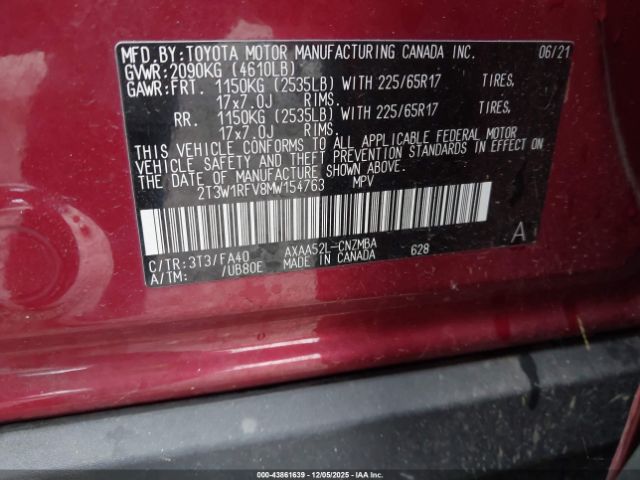 MFD.BY:TOYOTA MOTOR MANUFACTURING CANADA INC. 06/21
GVWR:2090KG (4610LB)
GAWR:FRT. 1150KG (2535LB) WITH 225/65R17 TIRES,
17x7.0J RIMS.
RR. 1150KG (2535LB) WITH 225/65R17 TIRES,
17x7.0J RIMS.
THIS VEHICLE CONFORMS TO ALL APPLICABLE FEDERAL MOTOR
VEHICLE SAFETY AND THEFT PREVENTION STANDARDS IN EFFECT ON
THE DATE OF MANUFACTURE SHOWN ABOVE.
2T3W1RFV8MW154763 MPV
C/TR:3T3/FA40 AXAA52L-CNZMBA 628 A
A/TM: /UB80E MADE IN CANADA
00-43861639 - 12/05/2025 - IAAI.CA